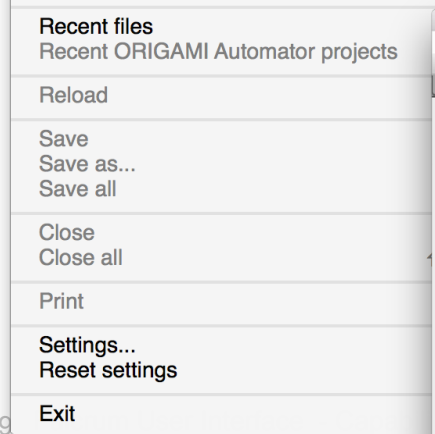 Recent files
Recent ORIGAMI Automator projects
Reload
Save
Save as...
Save all
Close
Close all
Print
Settings...
Reset settings
Exit